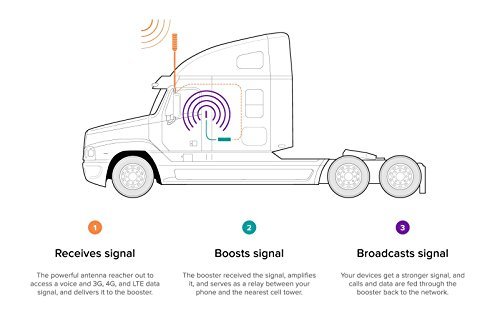 1
2
3
Receives signal
Boosts signal
Broadcasts signal
The powerful antenna reacher out to
access a voice and 3G, 4G, and LTE data
signal, and delivers it to the booster.
The booster received the signal, amplifies
it, and serves as a relay between your
phone and the nearest cell tower.
Your devices get a stronger signal, and
calls and data are fed through the
booster back to the network.